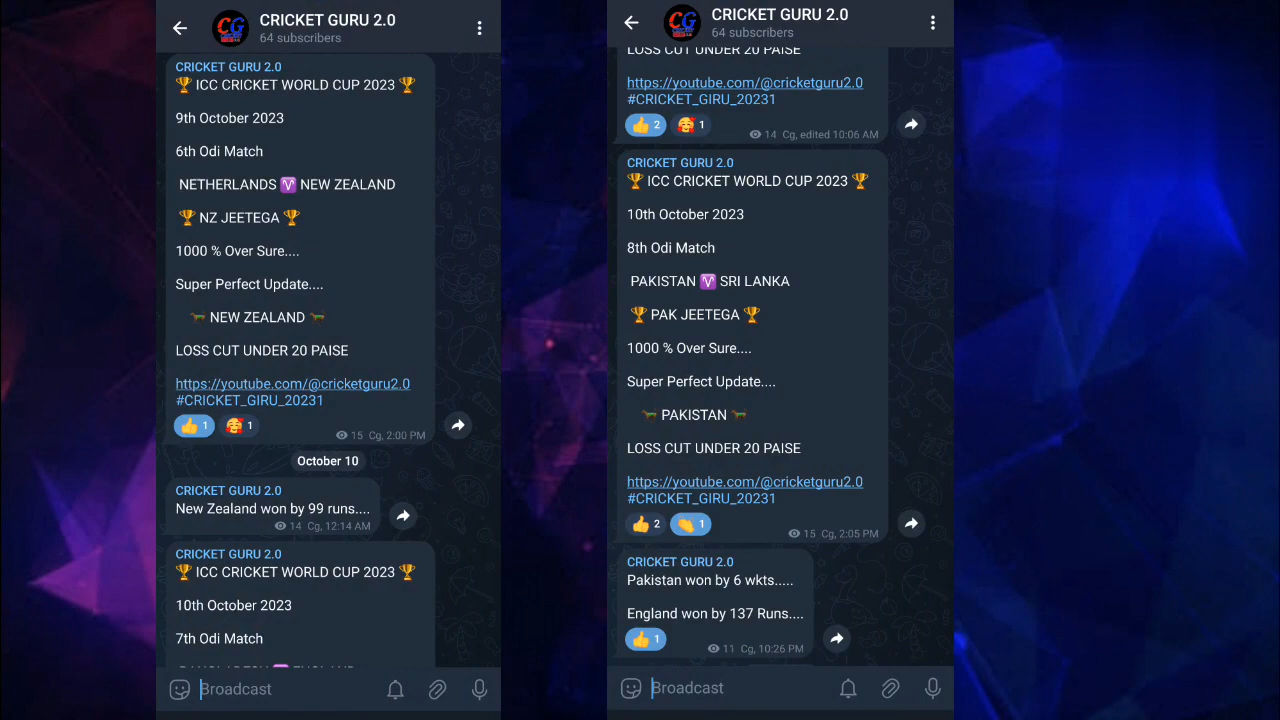 CRICKET GURU 2.0
64 subscribers
CRICKET GURU 2.0
🏆 ICC CRICKET WORLD CUP 2023 🏆
9th October 2023
6th Odi Match
NETHERLANDS ♈ NEW ZEALAND
🏆 NZ JEETEGA 🏆
1000 % Over Sure....
Super Perfect Update....
🐅 NEW ZEALAND 🐅
LOSS CUT UNDER 20 PAISE
https://youtube.com/@cricketguru2.0
#CRICKET_GIRU_20231
👍 1 🥰 1
15 Cg, 2:00 PM
October 10
CRICKET GURU 2.0
New Zealand won by 99 runs....
14 Cg, 12:14 AM
CRICKET GURU 2.0
🏆 ICC CRICKET WORLD CUP 2023 🏆
10th October 2023
7th Odi Match
BANGLADESH ♈ ENGLAND
Broadcast
CRICKET GURU 2.0
64 subscribers
LOSS CUT UNDER 20 PAISE
https://youtube.com/@cricketguru2.0
#CRICKET_GIRU_20231
👍 2 🥰 1
14 Cg, edited 10:06 AM
CRICKET GURU 2.0
🏆 ICC CRICKET WORLD CUP 2023 🏆
10th October 2023
8th Odi Match
PAKISTAN ♈ SRI LANKA
🏆 PAK JEETEGA 🏆
1000 % Over Sure....
Super Perfect Update....
🐅 PAKISTAN 🐅
LOSS CUT UNDER 20 PAISE
https://youtube.com/@cricketguru2.0
#CRICKET_GIRU_20231
👍 2 👏 1
15 Cg, 2:05 PM
CRICKET GURU 2.0
Pakistan won by 6 wkts.....
England won by 137 Runs....
👍 1
11 Cg, 10:26 PM
Broadcast